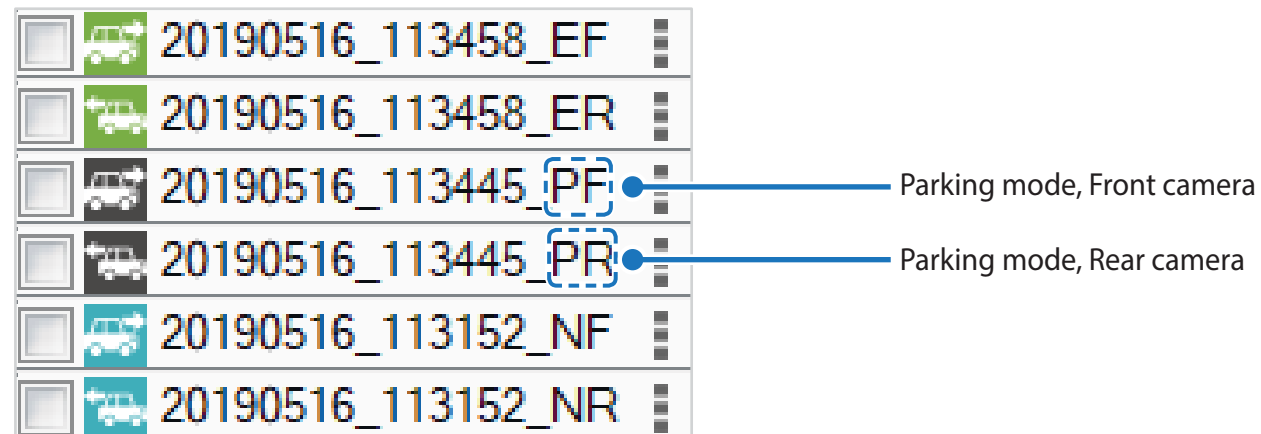 20190516_113458_EF
20190516_113458_ER
20190516_113445_PF
Parking mode, Front camera
20190516_113445_PR
Parking mode, Rear camera
20190516_113152_NF
20190516_113152_NR